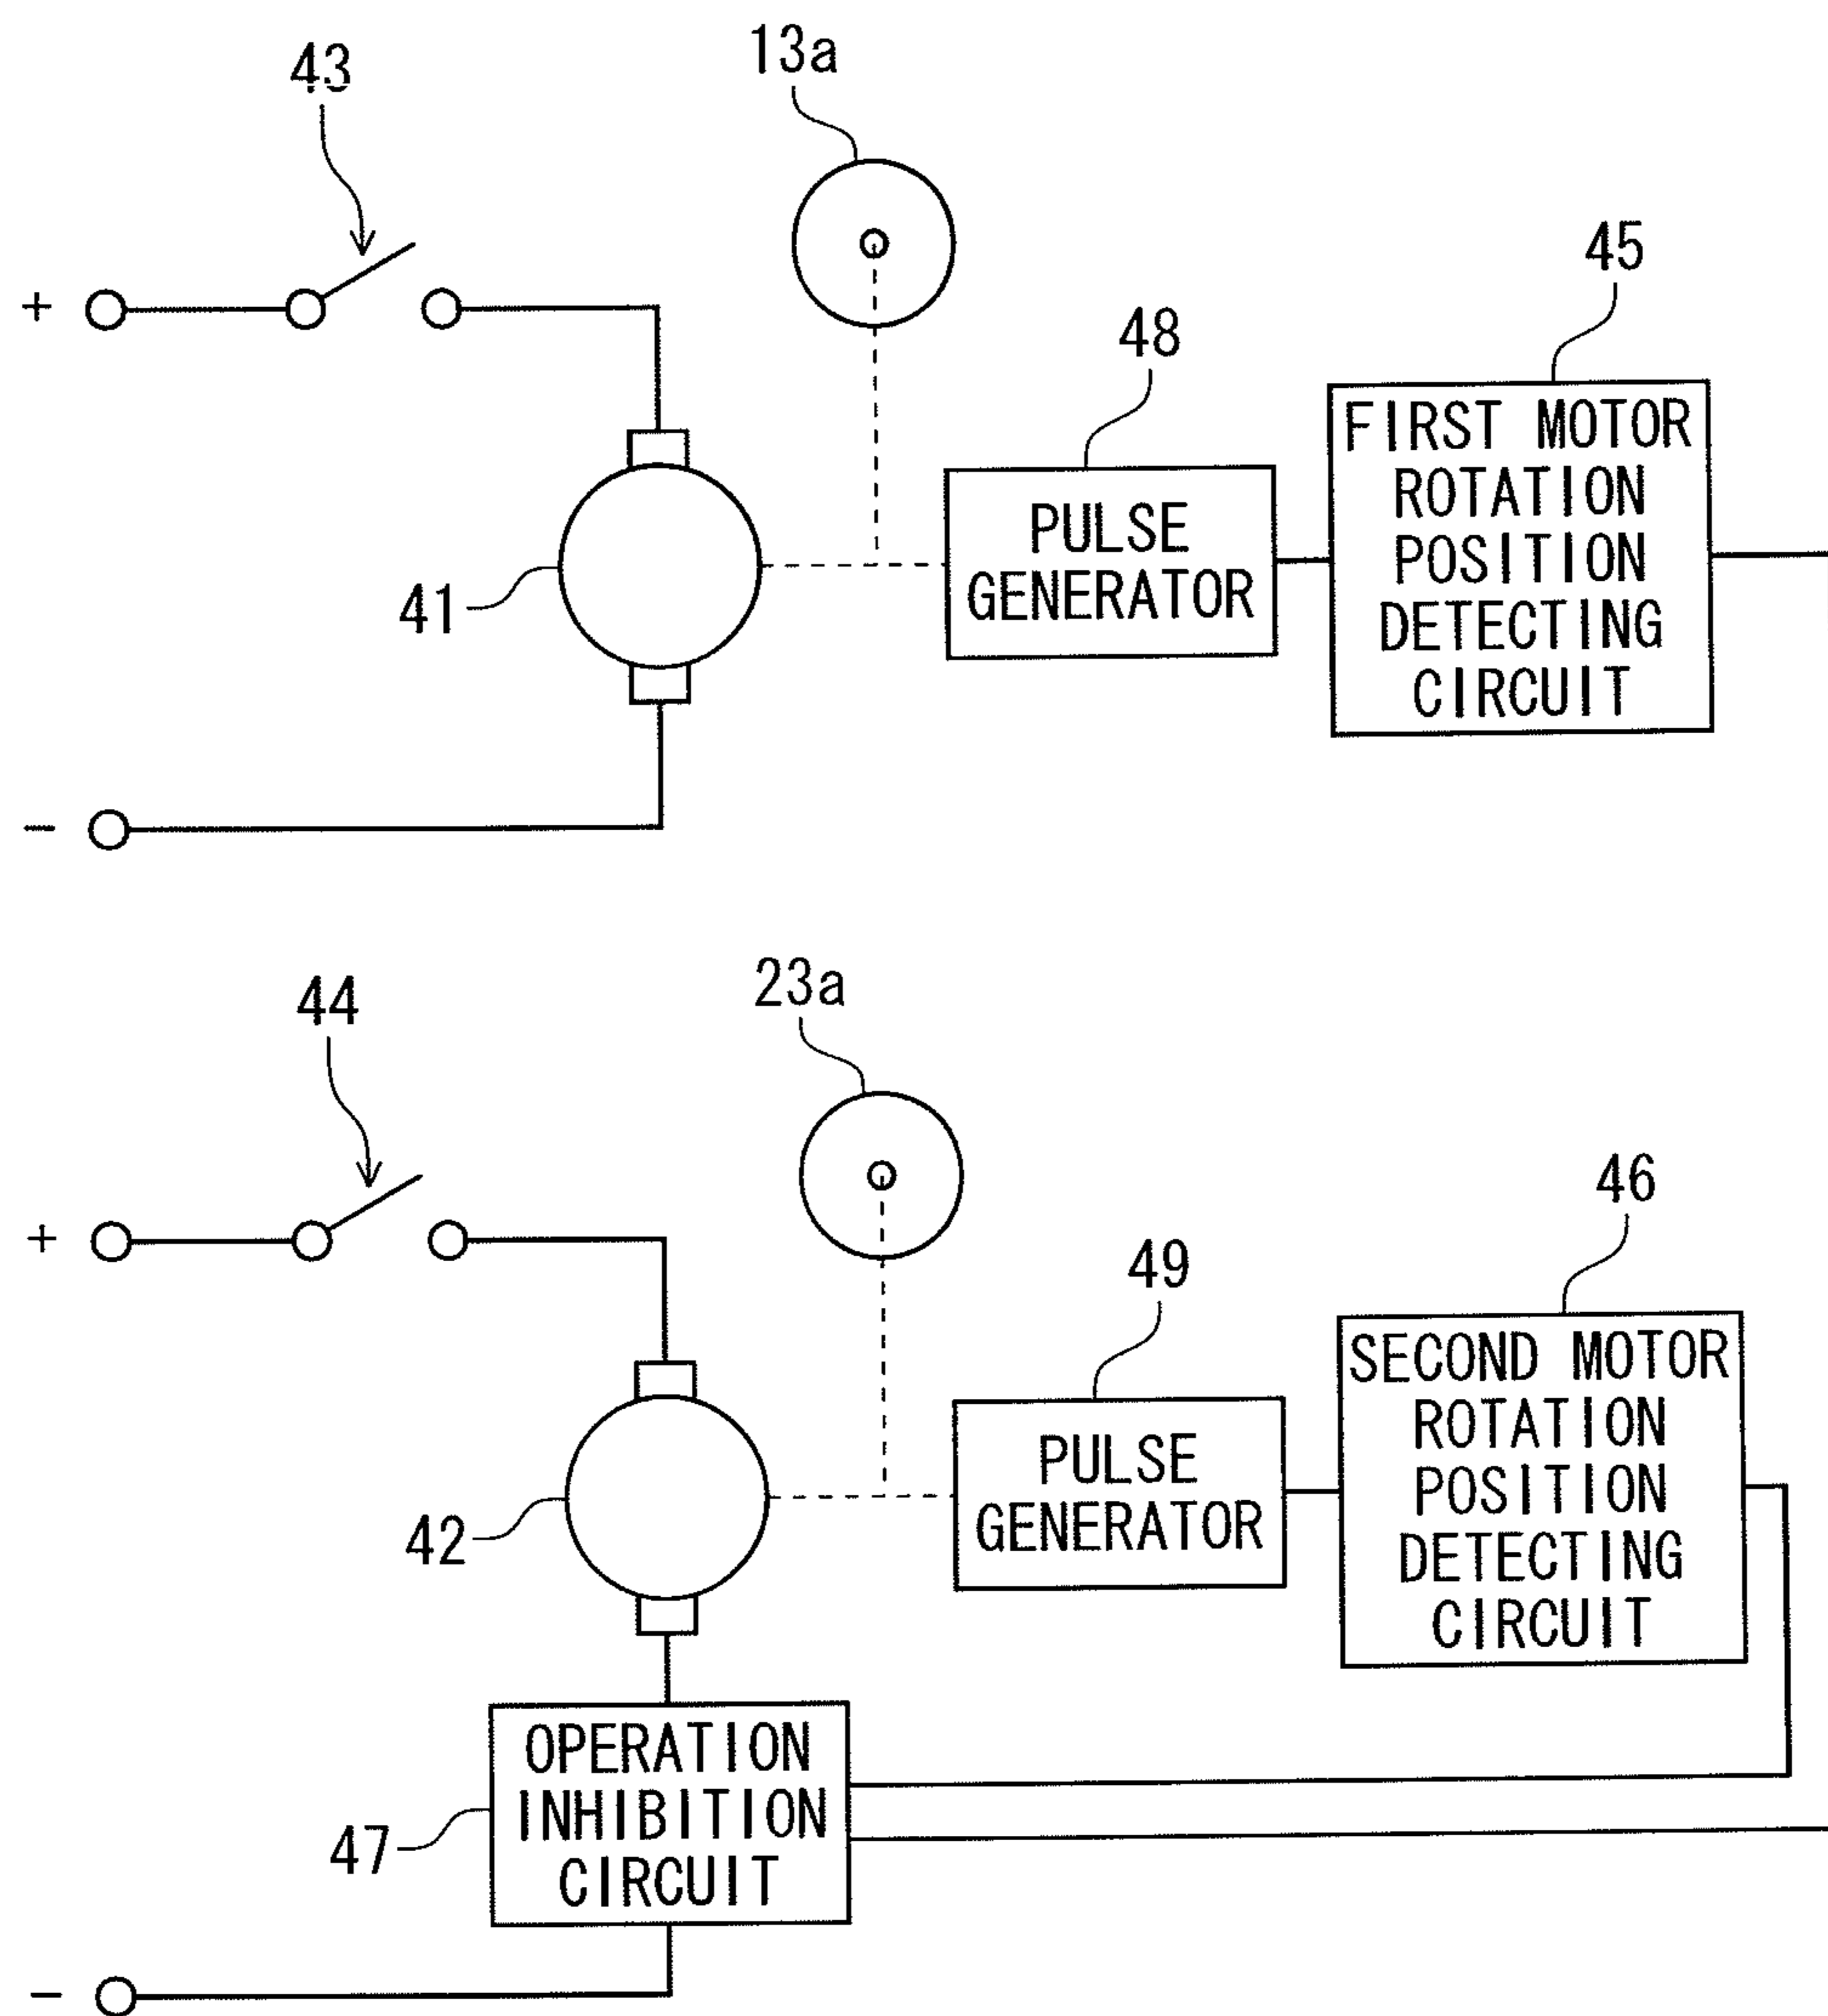 43
13a
+
48
45
FIRST MOTOR
ROTATION
POSITION
DETECTING
CIRCUIT
PULSE
GENERATOR
41
-
44
23a
+
49
46
SECOND MOTOR
ROTATION
POSITION
DETECTING
CIRCUIT
PULSE
GENERATOR
42
OPERATION
INHIBITION
CIRCUIT
47
-